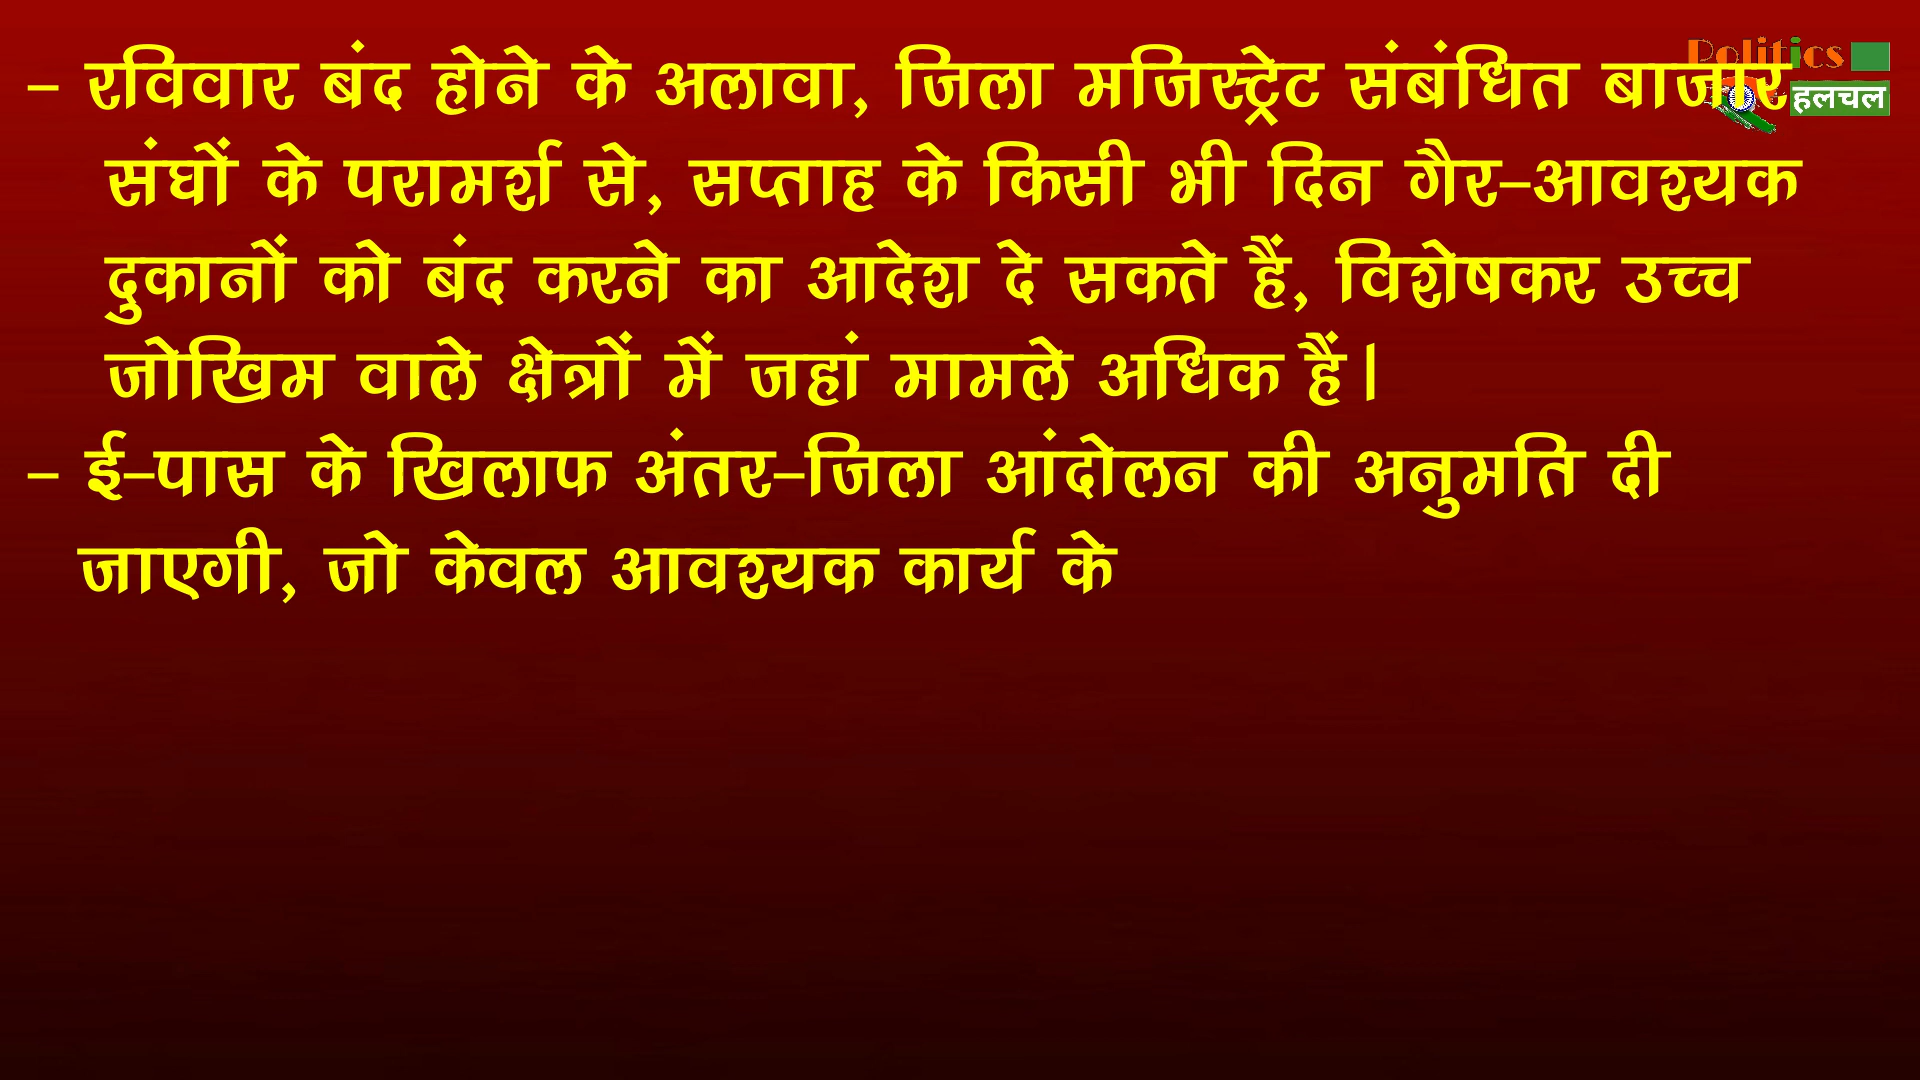 - रविवार बंद होने के अलावा, जिला मजिस्ट्रेट संबंधित बाजार
संघों के परामर्श से, सप्ताह के किसी भी दिन गैर-आवश्यक
दुकानों को बंद करने का आदेश दे सकते हैं, विशेषकर उच्च
जोखिम वाले क्षेत्रों में जहां मामले अधिक हैं।
- ई-पास के खिलाफ अंतर-जिला आंदोलन की अनुमति दी
जाएगी, जो केवल आवश्यक कार्य के
Politics
हलचल